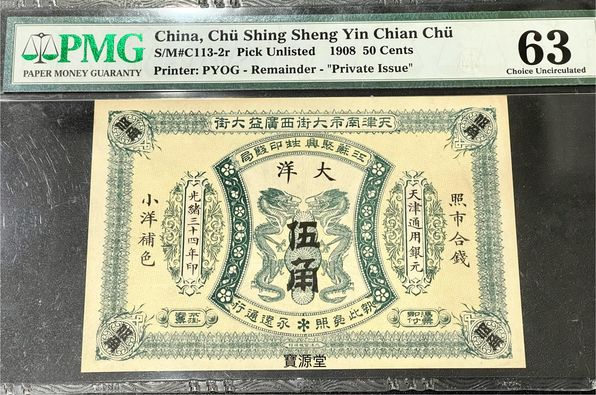 PMG
PAPER MONEY GUARANTY
China, Chü Shing Sheng Yin Chian Chü
S/M#C113-2r Pick Unlisted 1908 50 Cents
Printer: PYOG - Remainder - "Private Issue"
63
Choice Uncirculated
街大益廣西街大市南津天
局
江蘇聚興
印
洋大
照市合錢
天津通用銀元
伍角
光緒三十四年印
小洋補色
行通遠永
照
此
寶源堂